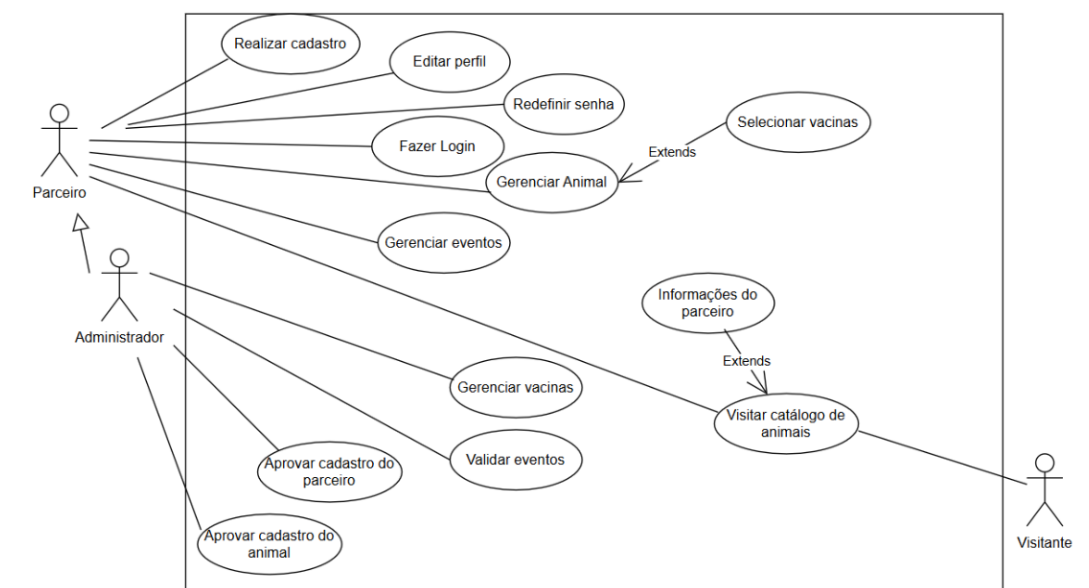 Realizar cadastro
Editar perfil
Redefinir senha
Selecionar vacinas
Fazer Login
Extends
Gerenciar Animal
Parceiro
Gerenciar eventos
Informações do
parceiro
Administrador
Extends
Gerenciar vacinas
Visitar catálogo de
animais
Validar eventos
Aprovar cadastro do
parceiro
Aprovar cadastro do
animal
Visitante